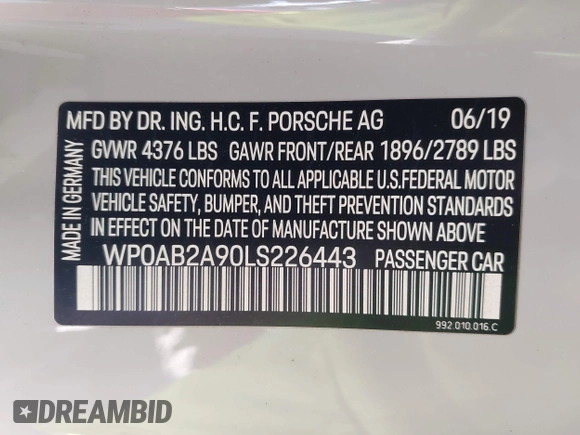 MFD BY DR. ING. H.C. F. PORSCHE AG 06/19
GVWR 4376 LBS GAWR FRONT/REAR 1896/2789 LBS
THIS VEHICLE CONFORMS TO ALL APPLICABLE U.S.FEDERAL MOTOR
VEHICLE SAFETY, BUMPER, AND THEFT PREVENTION STANDARDS
IN EFFECT ON THE DATE OF MANUFACTURE SHOWN ABOVE
WP0AB2A90LS226443 PASSENGER CAR
992.010.016.C
MADE IN GERMANY
DREAMBID